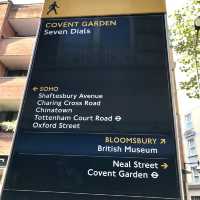 COVENT GARDEN
Seven Dials
← SOHO
Shaftesbury Avenue
Charing Cross Road
Chinatown
Tottenham Court Road
Oxford Street
BLOOMSBURY ↗
British Museum
Neal Street →
Covent Garden